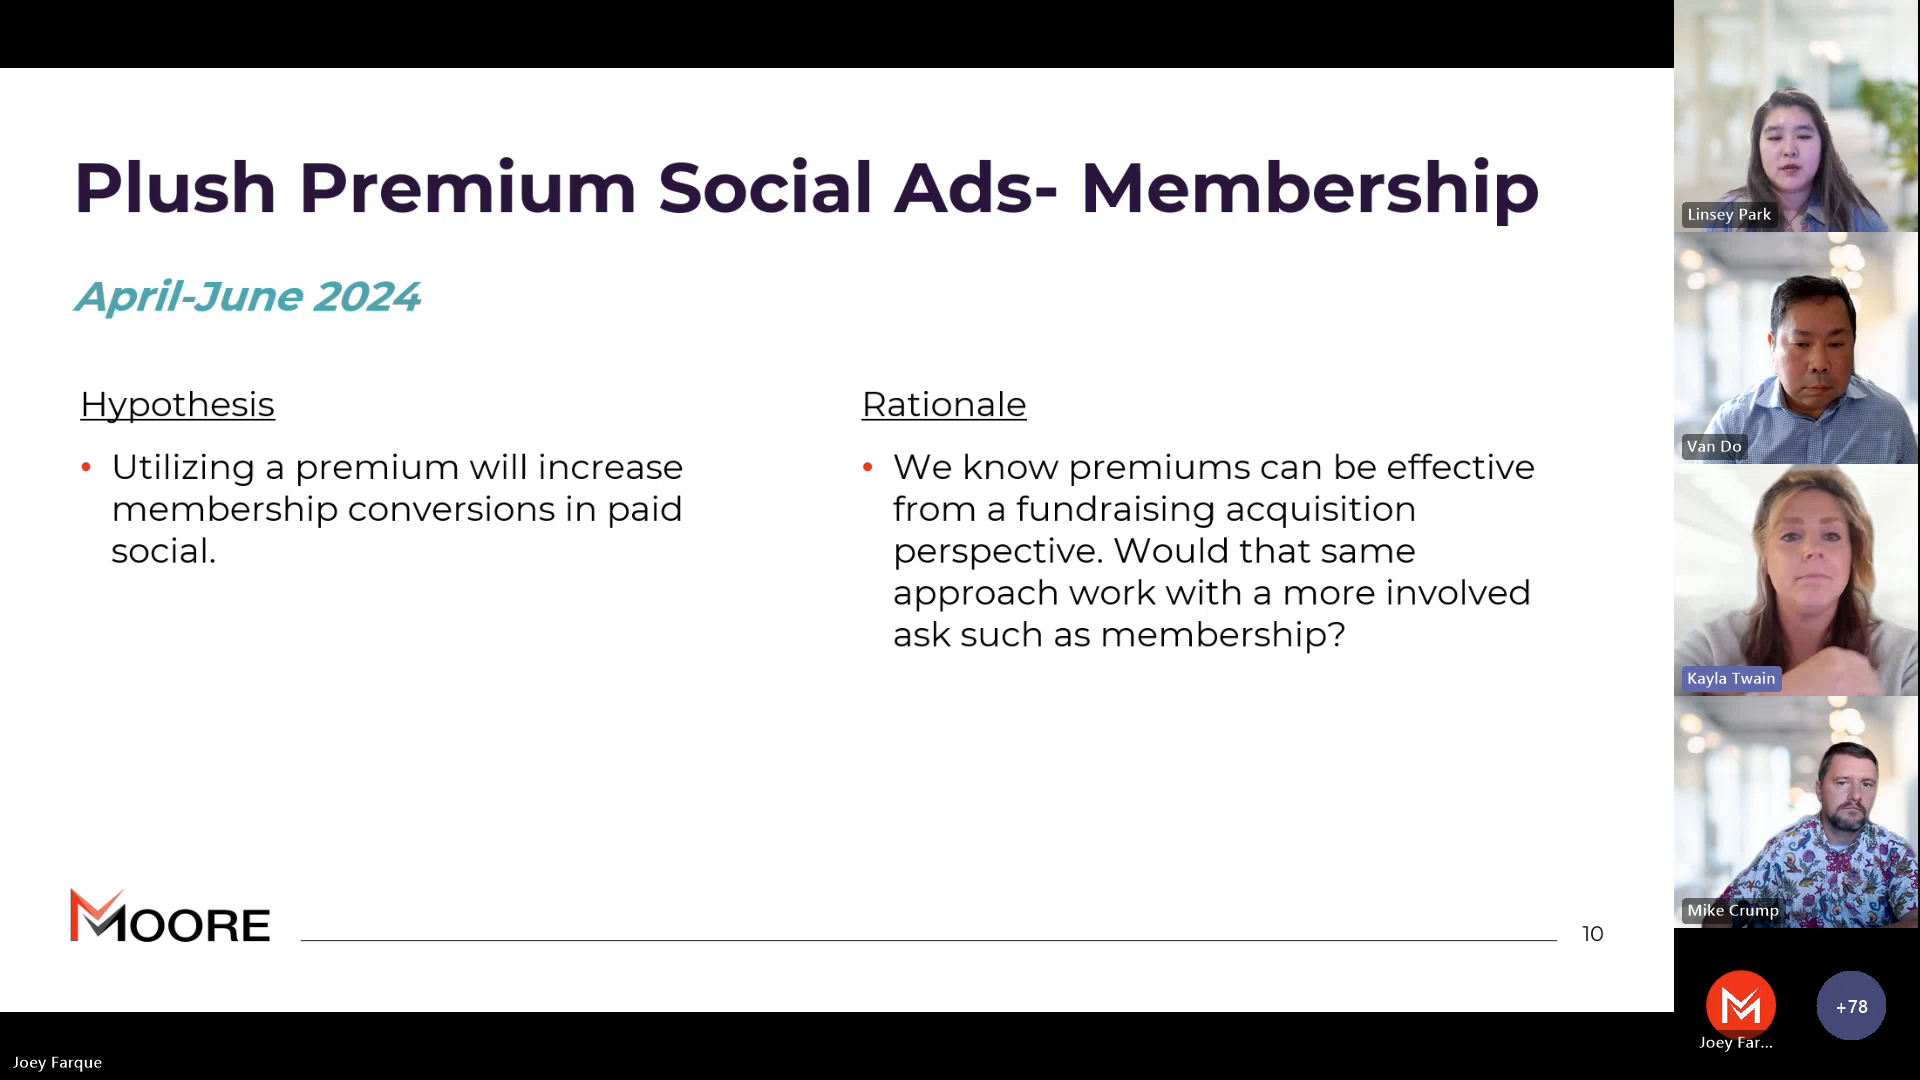 Plush Premium Social Ads- Membership
April-June 2024
Hypothesis
• Utilizing a premium will increase
membership conversions in paid
social.
Rationale
• We know premiums can be effective
from a fundraising acquisition
perspective. Would that same
approach work with a more involved
ask such as membership?
MOORE
10
Linsey Park
Van Do
Kayla Twain
Mike Crump
M
Joey Far...
+78
Joey Farque